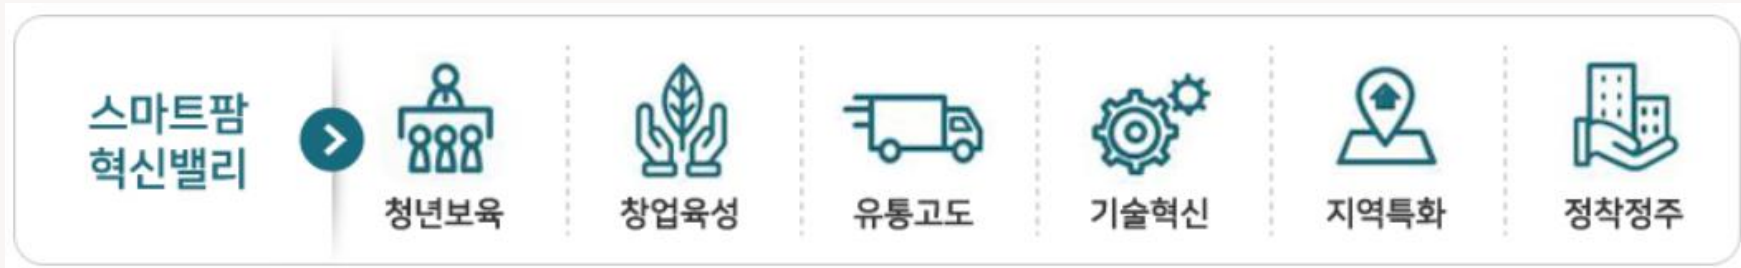 스마트팜
혁신밸리
청년보육
창업육성
유통고도
기술혁신
지역특화
정착정주